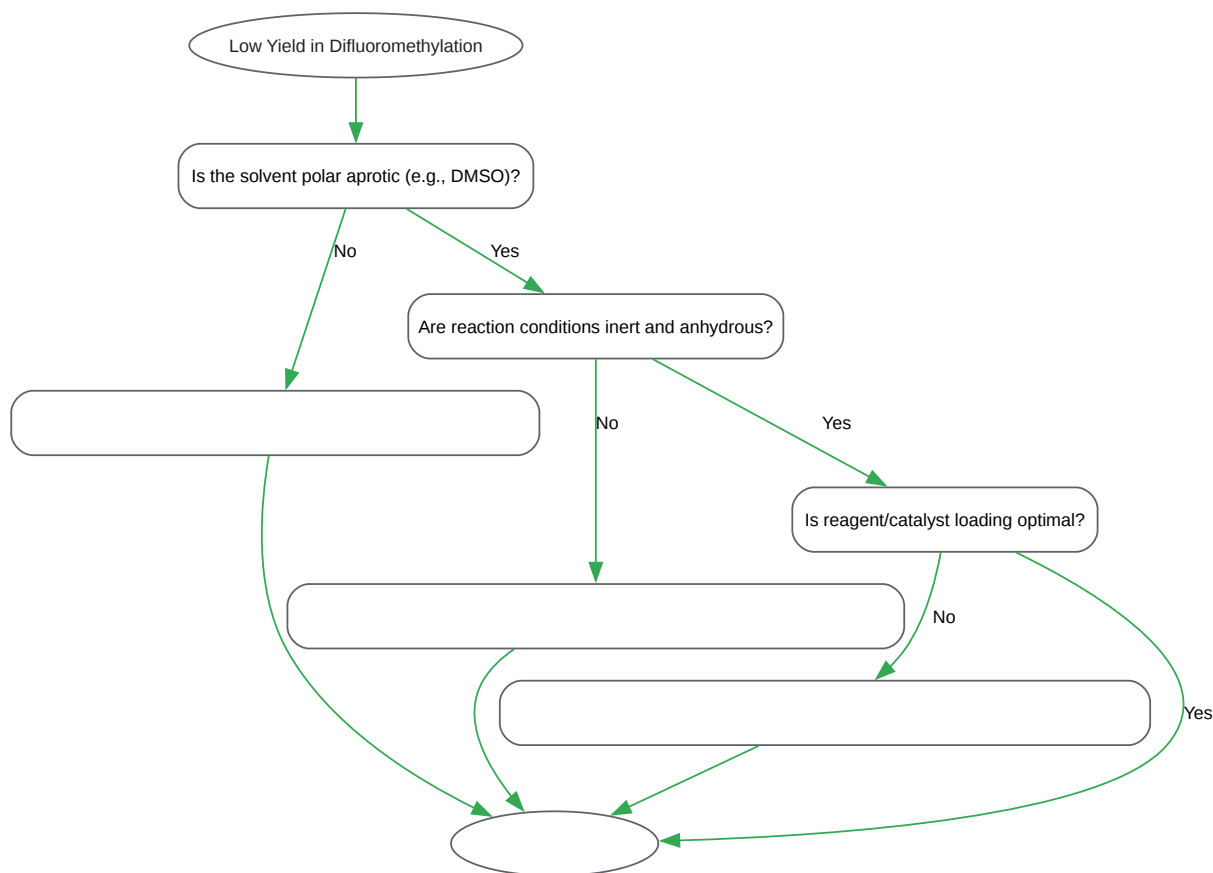 Low Yield in Difluoromethylation
Is the solvent polar aprotic (e.g., DMSO)?
No
Yes
Are reaction conditions inert and anhydrous?
No
Yes
Is reagent/catalyst loading optimal?
No
Yes